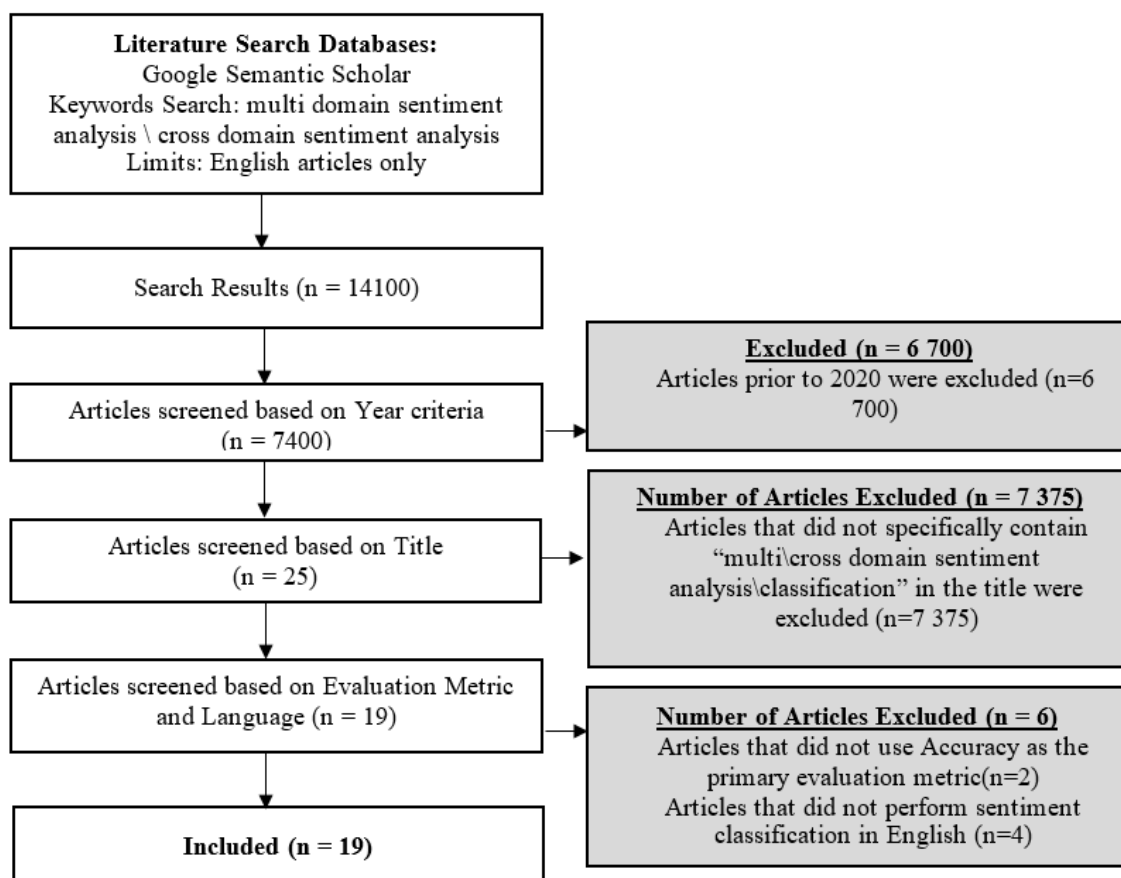 Literature Search Databases:
Google Semantic Scholar
Keywords Search: multi domain sentiment
analysis \ cross domain sentiment analysis
Limits: English articles only
Search Results (n = 14100)
Articles screened based on Year criteria
(n = 7400)
Excluded (n = 6 700)
Articles prior to 2020 were excluded (n=6
700)
Articles screened based on Title
(n = 25)
Number of Articles Excluded (n = 7 375)
Articles that did not specifically contain
“multi\cross domain sentiment
analysis\classification” in the title were
excluded (n=7 375)
Articles screened based on Evaluation Metric
and Language (n = 19)
Number of Articles Excluded (n = 6)
Articles that did not use Accuracy as the
primary evaluation metric(n=2)
Articles that did not perform sentiment
classification in English (n=4)
Included (n = 19)